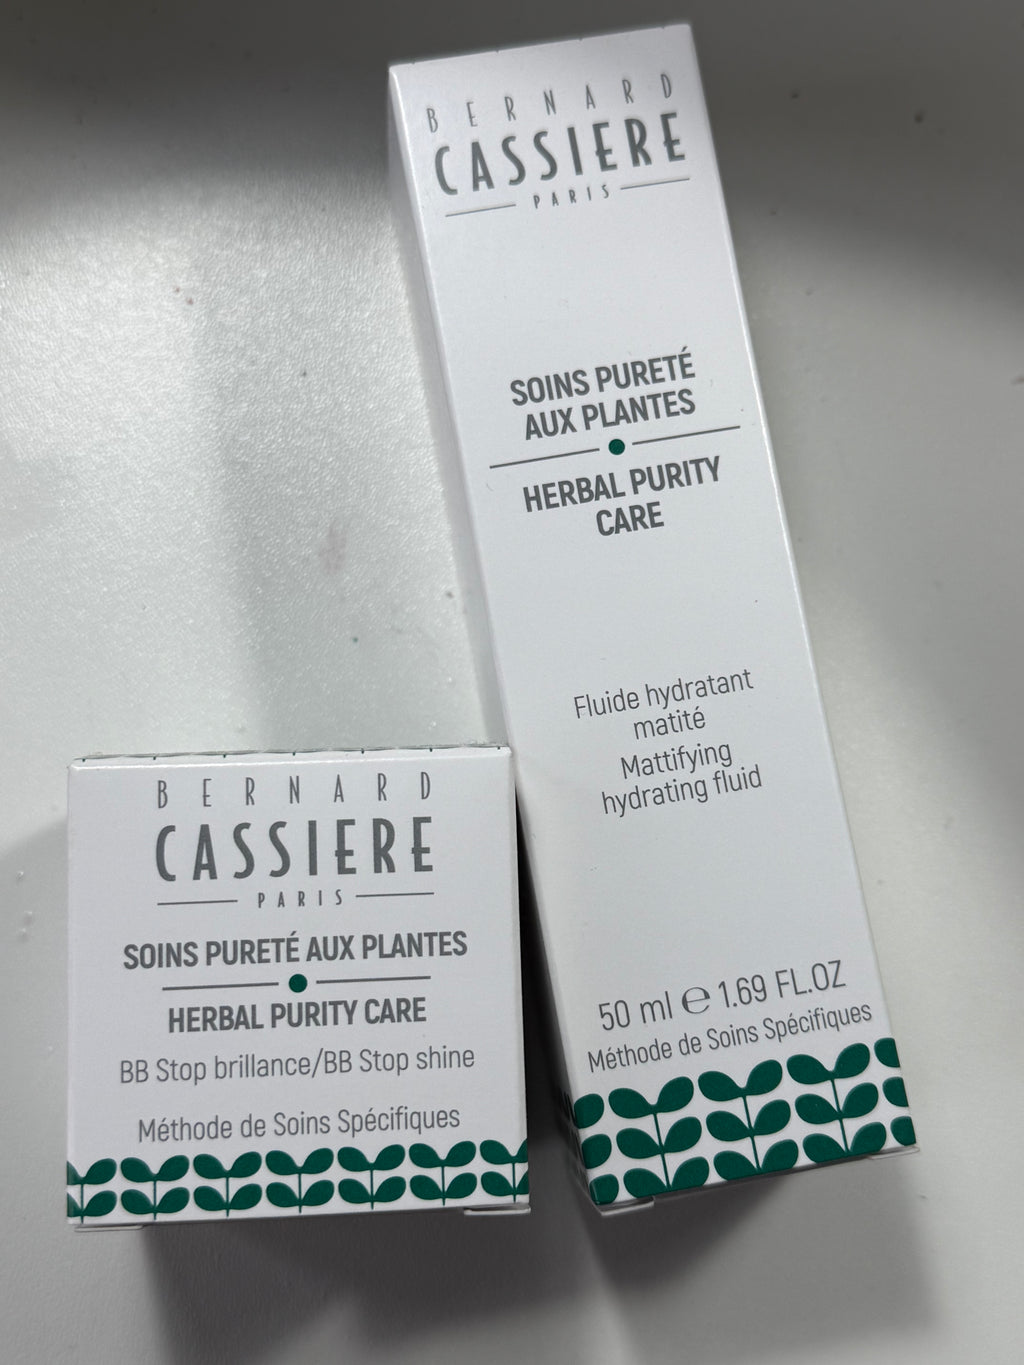 BERNARD
CASSIERE
PARIS
SOINS PURETÉ
AUX PLANTES
HERBAL PURITY
CARE
Fluide hydratant
matité
Mattifying
hydrating fluid
50 ml ℮ 1.69 FL.OZ
Méthode de Soins Spécifiques
BERNARD
CASSIERE
PARIS
SOINS PURETÉ AUX PLANTES
HERBAL PURITY CARE
BB Stop brillance/BB Stop shine
Méthode de Soins Spécifiques